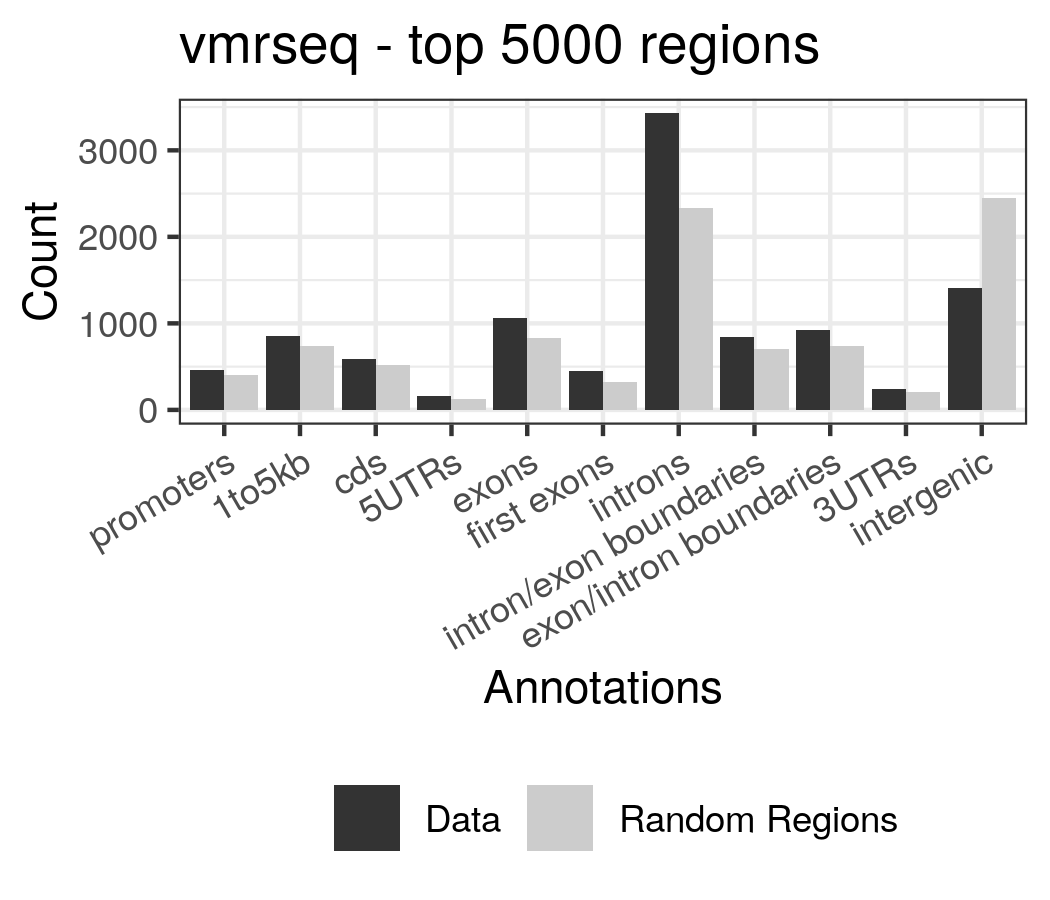 vmrseq - top 5000 regions
Count
3000
2000
1000
0
promoters
1to5kb
cds
5UTRs
exons
first exons
introns
intron/exon boundaries
exon/intron boundaries
3UTRs
intergenic
Annotations
Data
Random Regions